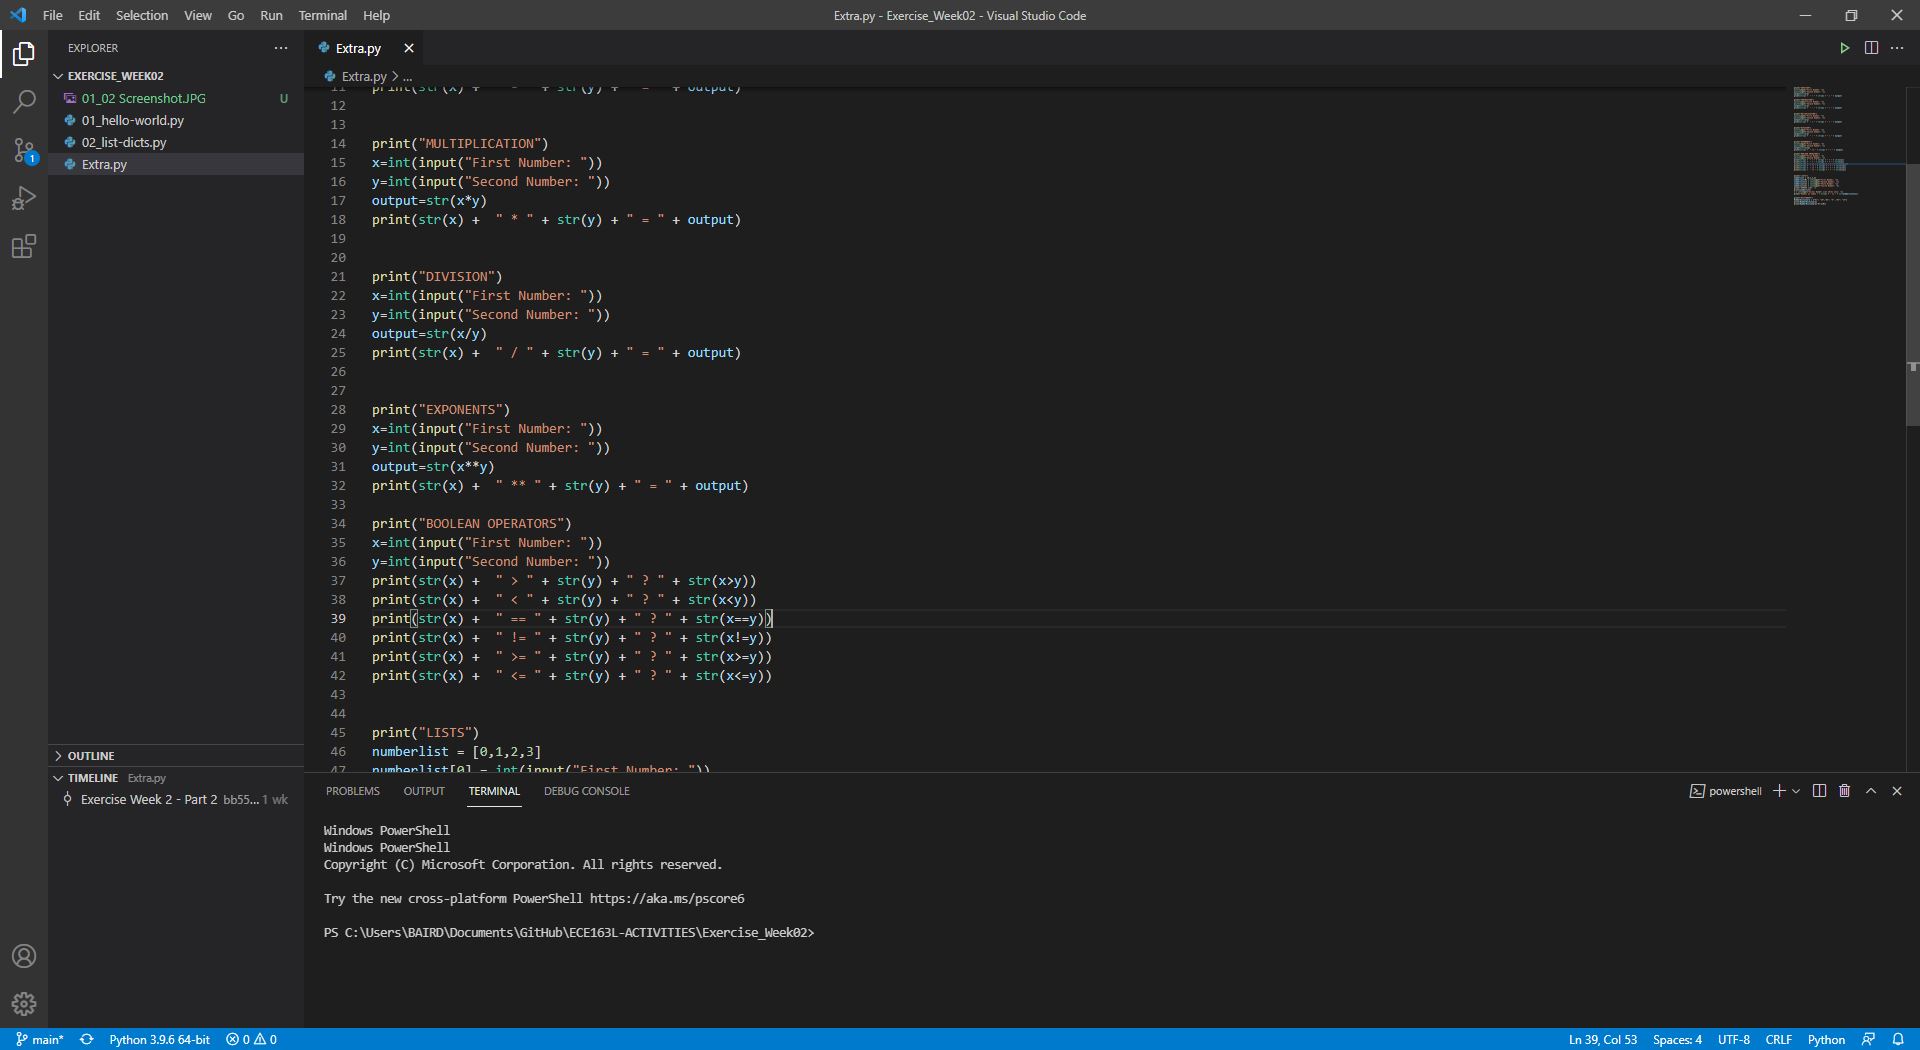 File Edit Selection View Go Run Terminal Help
Extra.py - Exercise_Week02 - Visual Studio Code
EXPLORER
EXERCISE_WEEK02
01_02 Screenshot.JPG U
01_hello-world.py
02_list-dicts.py
Extra.py
1
OUTLINE
TIMELINE Extra.py
Exercise Week 2 - Part 2 bb55... 1 wk
Extra.py
Extra.py > ...
11 print(str(x) +  " - " + str(y) + " = " + output)
12
13
14 print("MULTIPLICATION")
15 x=int(input("First Number: "))
16 y=int(input("Second Number: "))
17 output=str(x*y)
18 print(str(x) +  " * " + str(y) + " = " + output)
19
20
21 print("DIVISION")
22 x=int(input("First Number: "))
23 y=int(input("Second Number: "))
24 output=str(x/y)
25 print(str(x) +  " / " + str(y) + " = " + output)
26
27
28 print("EXPONENTS")
29 x=int(input("First Number: "))
30 y=int(input("Second Number: "))
31 output=str(x**y)
32 print(str(x) +  " ** " + str(y) + " = " + output)
33
34 print("BOOLEAN OPERATORS")
35 x=int(input("First Number: "))
36 y=int(input("Second Number: "))
37 print(str(x) +  " > " + str(y) + " ? " + str(x>y))
38 print(str(x) +  " < " + str(y) + " ? " + str(x<y))
39 print(str(x) +  " == " + str(y) + " ? " + str(x==y))
40 print(str(x) +  " != " + str(y) + " ? " + str(x!=y))
41 print(str(x) +  " >= " + str(y) + " ? " + str(x>=y))
42 print(str(x) +  " <= " + str(y) + " ? " + str(x<=y))
43
44
45 print("LISTS")
46 numberlist = [0,1,2,3]
47 numberlist[0] = int(input("First Number: "))
PROBLEMS OUTPUT TERMINAL DEBUG CONSOLE
powershell
Windows PowerShell
Windows PowerShell
Copyright (C) Microsoft Corporation. All rights reserved.
Try the new cross-platform PowerShell https://aka.ms/pscore6
PS C:\Users\BAIRD\Documents\GitHub\ECE163L-ACTIVITIES\Exercise_Week02>
main* Python 3.9.6 64-bit 0 0
Ln 39, Col 53 Spaces: 4 UTF-8 CRLF Python